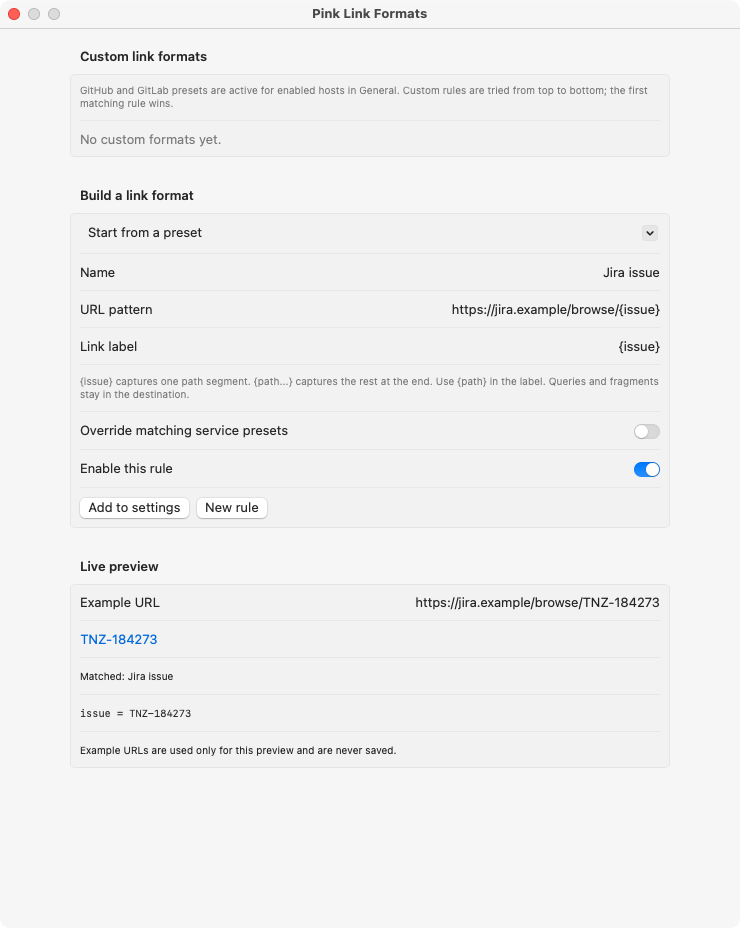 Pink Link Formats
Custom link formats
GitHub and GitLab presets are active for enabled hosts in General. Custom rules are tried from top to bottom; the first
matching rule wins.
No custom formats yet.
Build a link format
Start from a preset
Name Jira issue
URL pattern https://jira.example/browse/{issue}
Link label {issue}
{issue} captures one path segment. {path...} captures the rest at the end. Use {path} in the label. Queries and fragments
stay in the destination.
Override matching service presets
Enable this rule
Add to settings New rule
Live preview
Example URL https://jira.example/browse/TNZ-184273
TNZ-184273
Matched: Jira issue
issue = TNZ-184273
Example URLs are used only for this preview and are never saved.